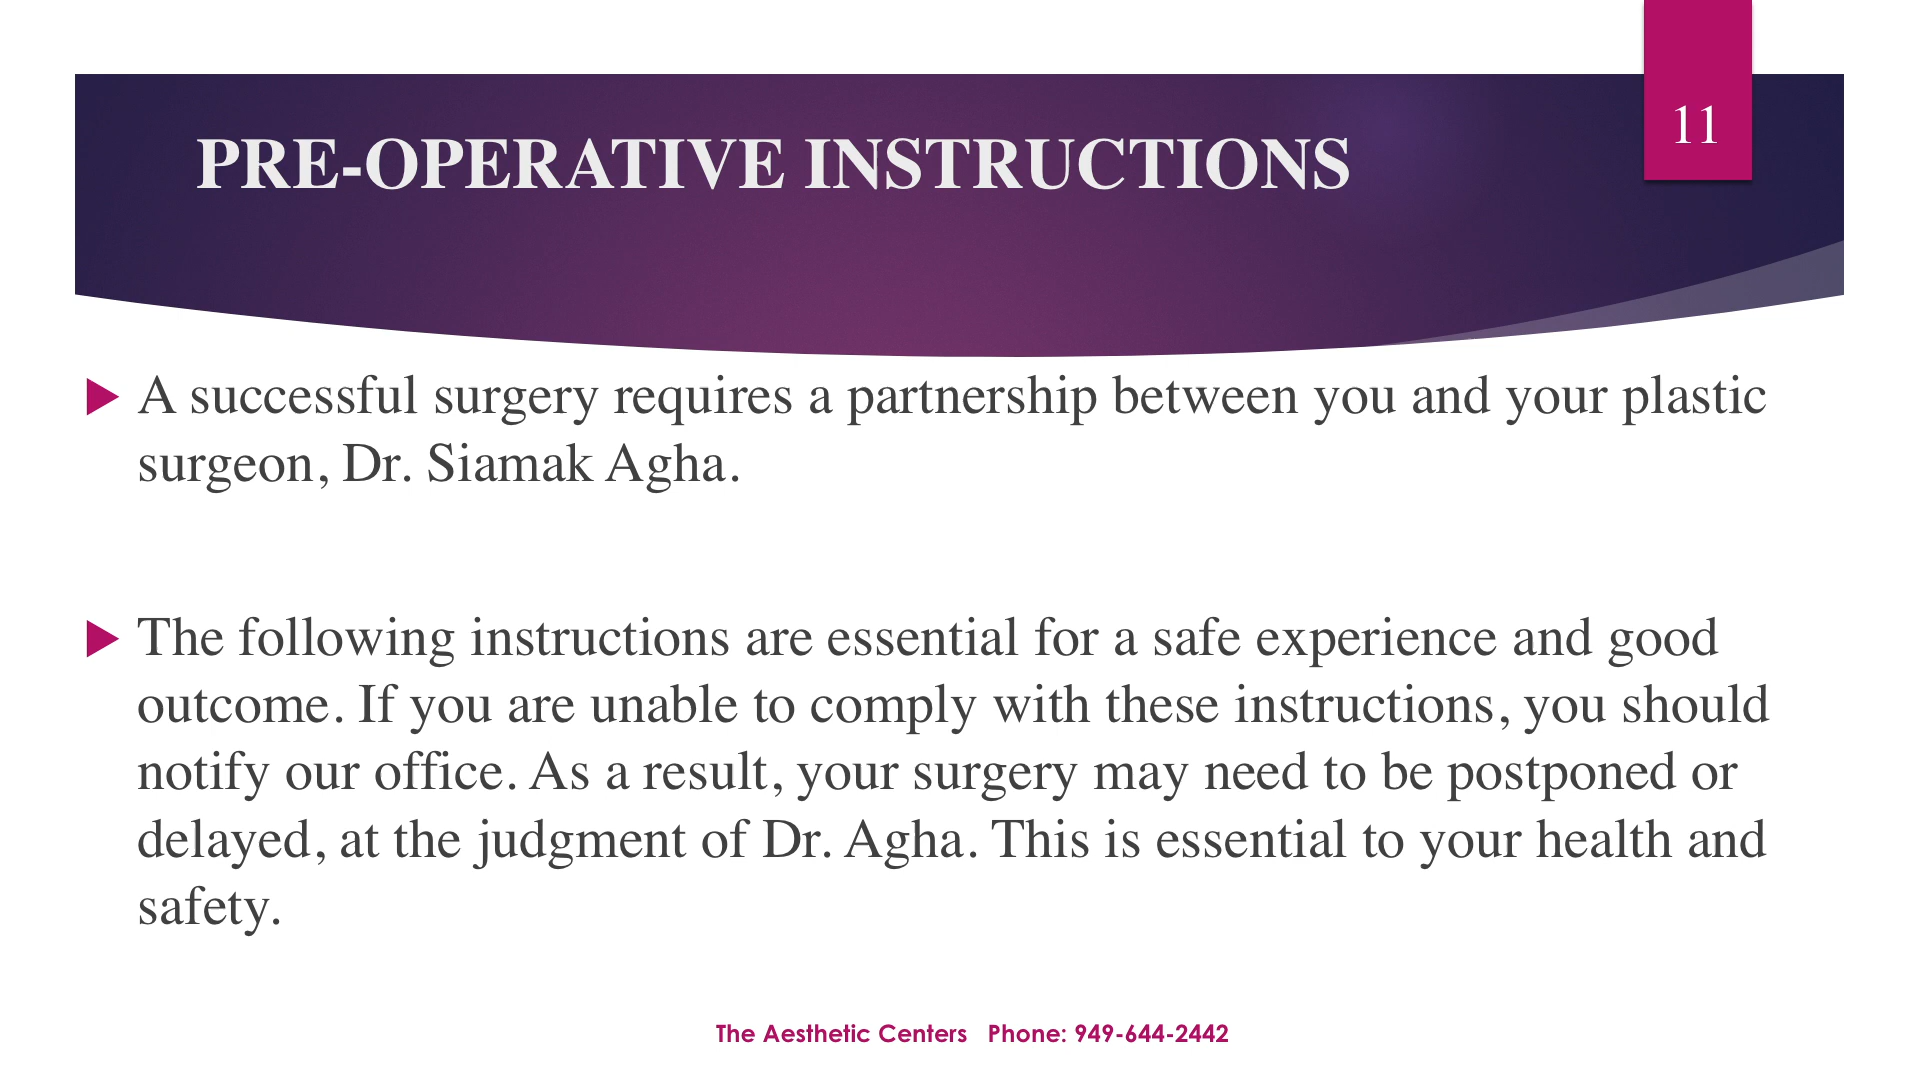 11
PRE-OPERATIVE INSTRUCTIONS
A successful surgery requires a partnership between you and your plastic
surgeon, Dr. Siamak Agha.
The following instructions are essential for a safe experience and good
outcome. If you are unable to comply with these instructions, you should
notify our office. As a result, your surgery may need to be postponed or
delayed, at the judgment of Dr. Agha. This is essential to your health and
safety.
The Aesthetic Centers Phone: 949-644-2442